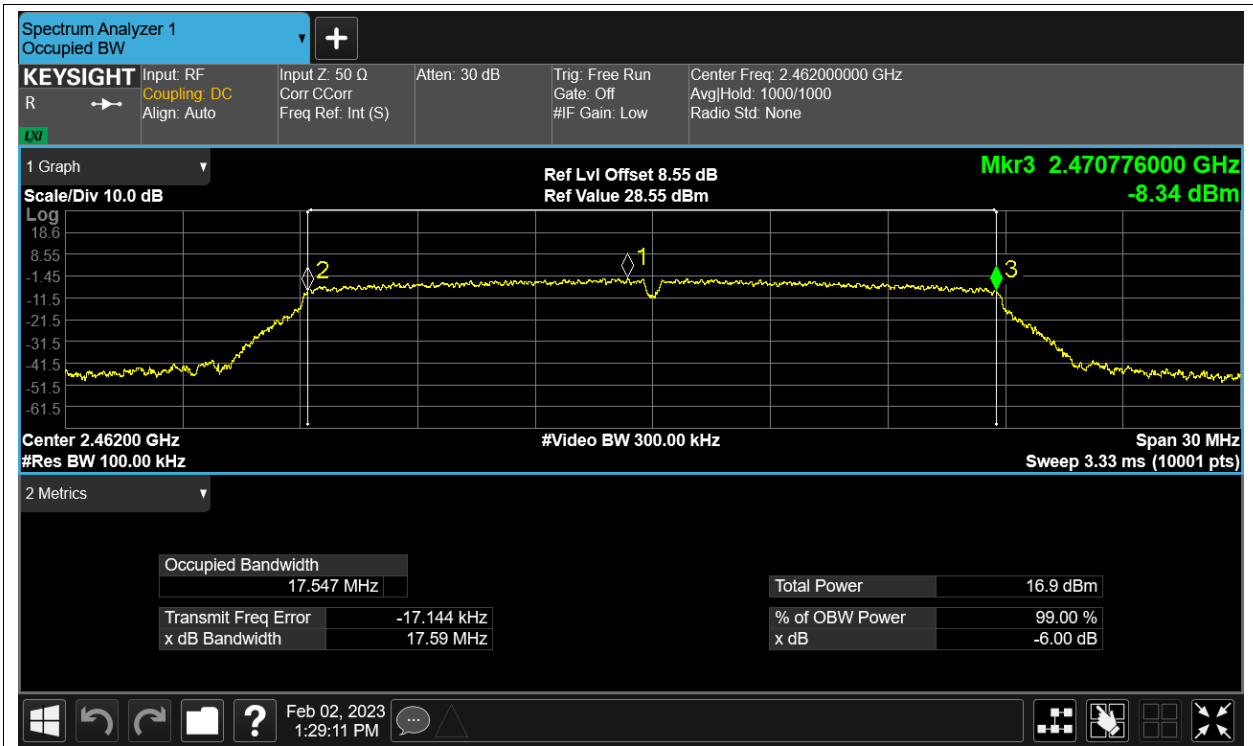 Spectrum Analyzer 1
Occupied BW
KEYSIGHT
R
LXI
Input: RF
Coupling: DC
Align: Auto
Input Z: 50 Ω
Corr CCorr
Freq Ref: Int (S)
Atten: 30 dB
Trig: Free Run
Gate: Off
#IF Gain: Low
Center Freq: 2.462000000 GHz
Avg|Hold: 1000/1000
Radio Std: None
1 Graph
Scale/Div 10.0 dB
Ref Lvl Offset 8.55 dB
Ref Value 28.55 dBm
Mkr3 2.470776000 GHz
-8.34 dBm
Log
18.6
8.55
-1.45
-11.5
-21.5
-31.5
-41.5
-51.5
-61.5
2
1
3
Center 2.46200 GHz
#Res BW 100.00 kHz
#Video BW 300.00 kHz
Span 30 MHz
Sweep 3.33 ms (10001 pts)
2 Metrics
Occupied Bandwidth
17.547 MHz
Transmit Freq Error -17.144 kHz
x dB Bandwidth 17.59 MHz
Total Power 16.9 dBm
% of OBW Power 99.00 %
x dB -6.00 dB
?
Feb 02, 2023
1:29:11 PM